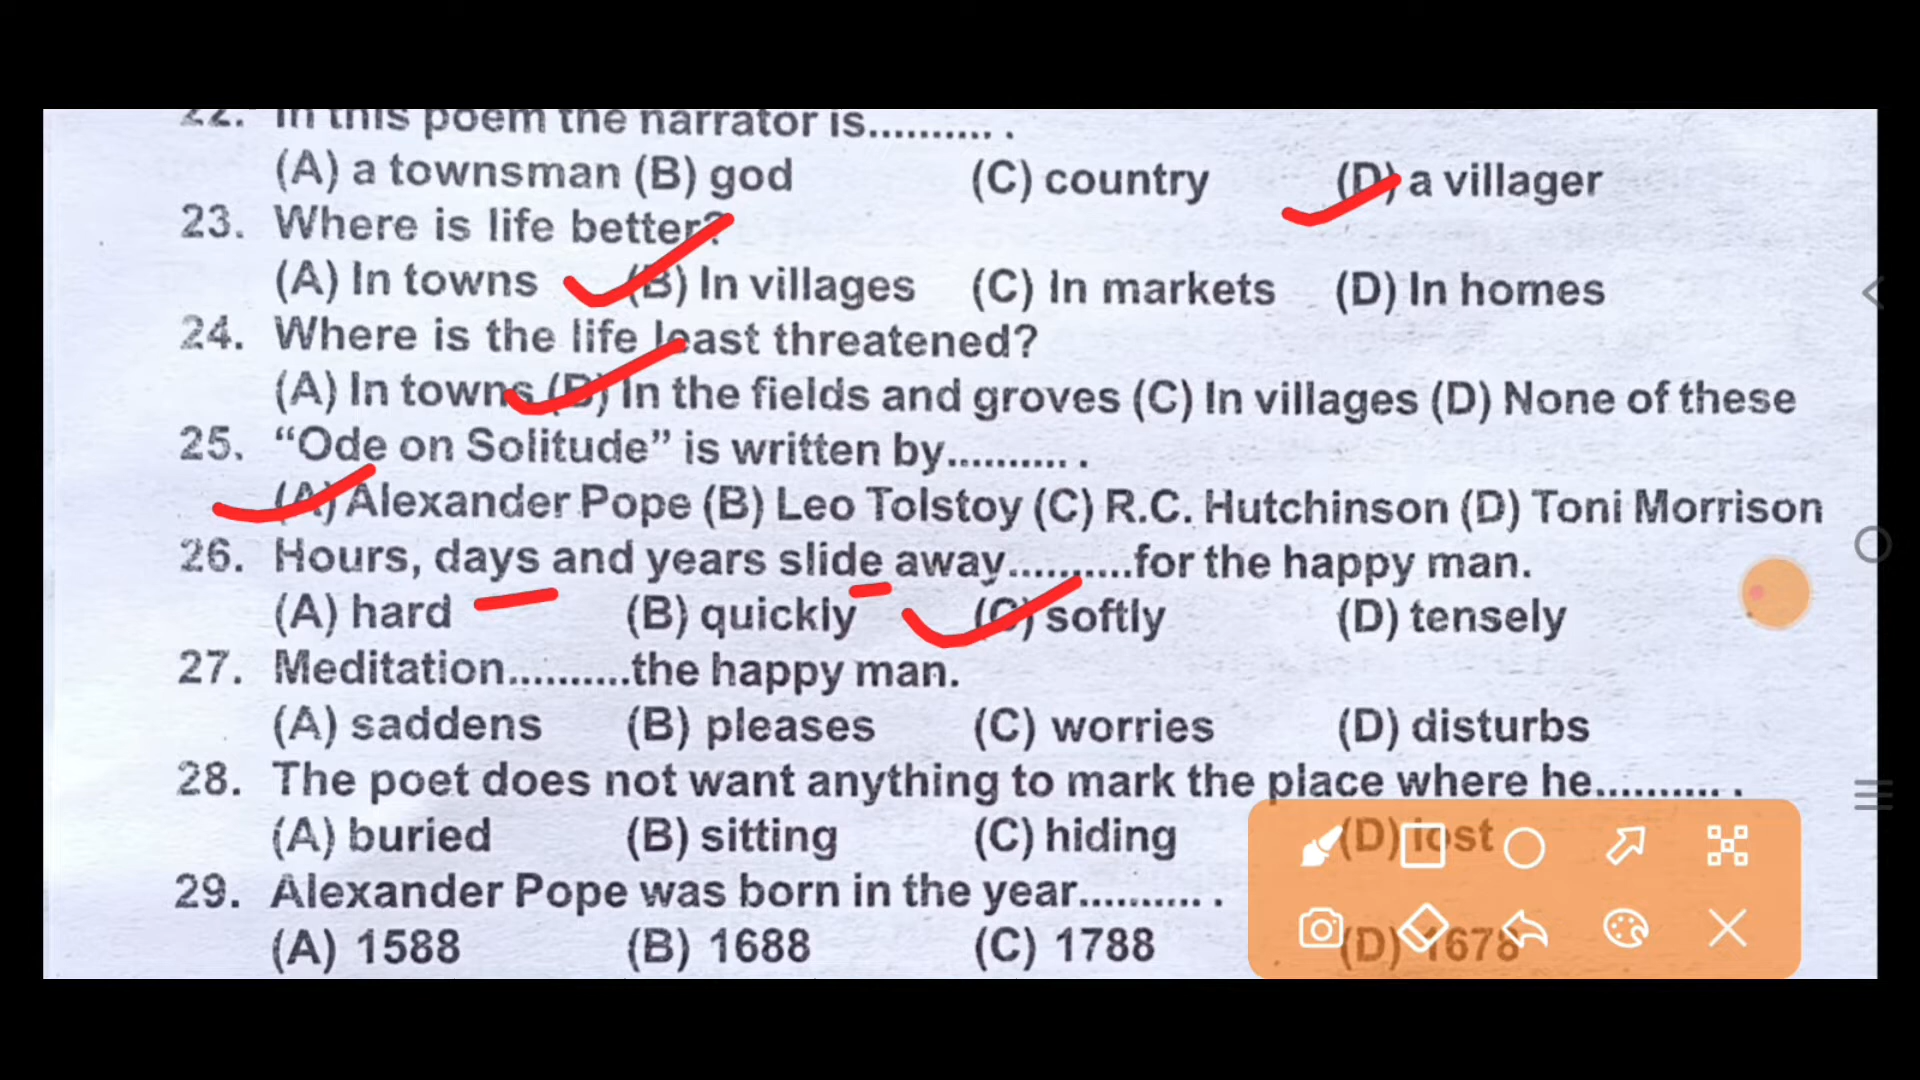 22. In this poem the narrator is.......... .
(A) a townsman (B) god (C) country (D) a villager
23. Where is life better?
(A) In towns (B) In villages (C) In markets (D) In homes
24. Where is the life least threatened?
(A) In towns (B) In the fields and groves (C) In villages (D) None of these
25. “Ode on Solitude” is written by.......... .
(A) Alexander Pope (B) Leo Tolstoy (C) R.C. Hutchinson (D) Toni Morrison
26. Hours, days and years slide away..........for the happy man.
(A) hard (B) quickly (C) softly (D) tensely
27. Meditation..........the happy man.
(A) saddens (B) pleases (C) worries (D) disturbs
28. The poet does not want anything to mark the place where he.......... .
(A) buried (B) sitting (C) hiding (D) lost
29. Alexander Pope was born in the year.......... .
(A) 1588 (B) 1688 (C) 1788 (D) 1678